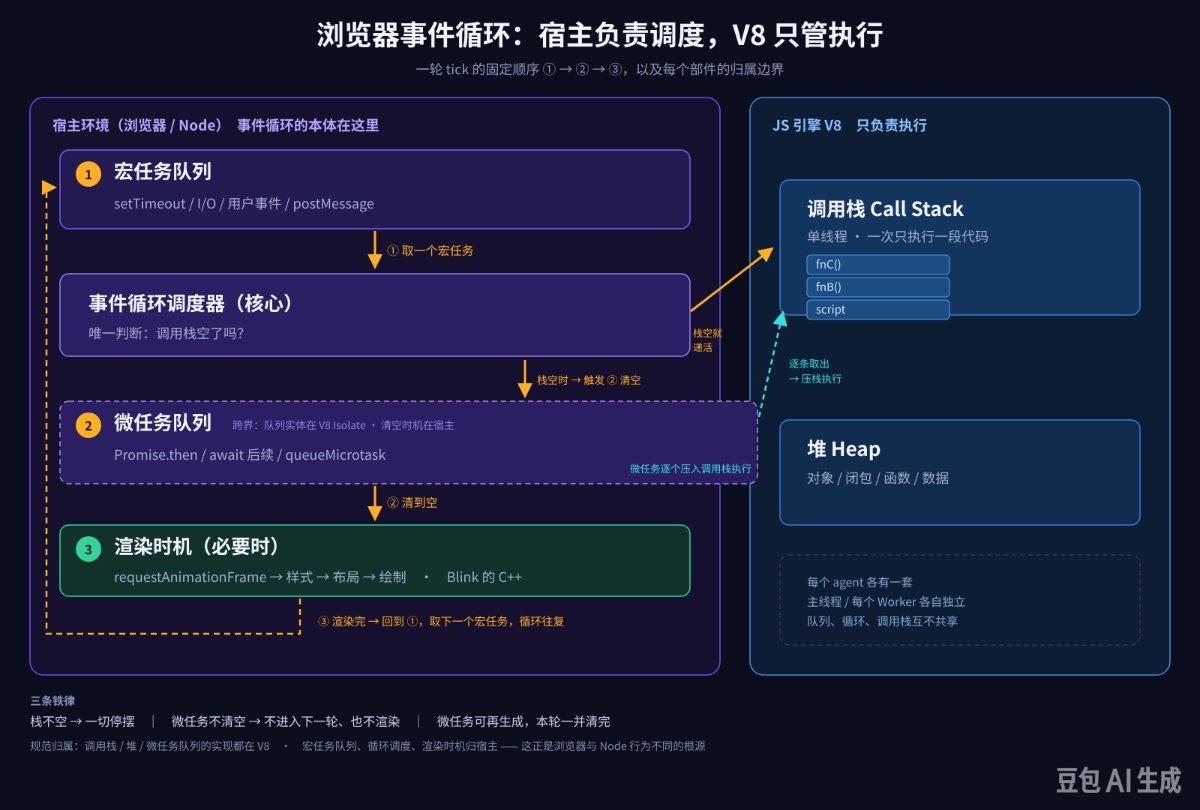 浏览器事件循环：宿主负责调度，V8 只管执行
一轮 tick 的固定顺序 ① → ② → ③，以及每个部件的归属边界
宿主环境（浏览器 / Node） 事件循环的本体在这里
1 宏任务队列
setTimeout / I/O / 用户事件 / postMessage
① 取一个宏任务
事件循环调度器（核心）
唯一判断：调用栈空了吗？
栈空就
递活
栈空时 → 触发 ② 清空
2 微任务队列 跨界：队列实体在 V8 Isolate · 清空时机在宿主
Promise.then / await 后续 / queueMicrotask
微任务逐个压入调用栈执行
② 清到空
3 渲染时机（必要时）
requestAnimationFrame → 样式 → 布局 → 绘制 · Blink 的 C++
③ 渲染完 → 回到 ①，取下一个宏任务，循环往复
JS 引擎 V8 只负责执行
调用栈 Call Stack
单线程 · 一次只执行一段代码
fnC()
fnB()
script
逐条取出
→ 压栈执行
堆 Heap
对象 / 闭包 / 函数 / 数据
每个 agent 各有一套
主线程 / 每个 Worker 各自独立
队列、循环、调用栈互不共享
三条铁律
栈不空 → 一切停摆 | 微任务不清空 → 不进入下一轮、也不渲染 | 微任务可再生成，本轮一并清完
规范归属：调用栈 / 堆 / 微任务队列的实现都在 V8 · 宏任务队列、循环调度、渲染时机归宿主 —— 这正是浏览器与 Node 行为不同的根源
豆包 AI 生成